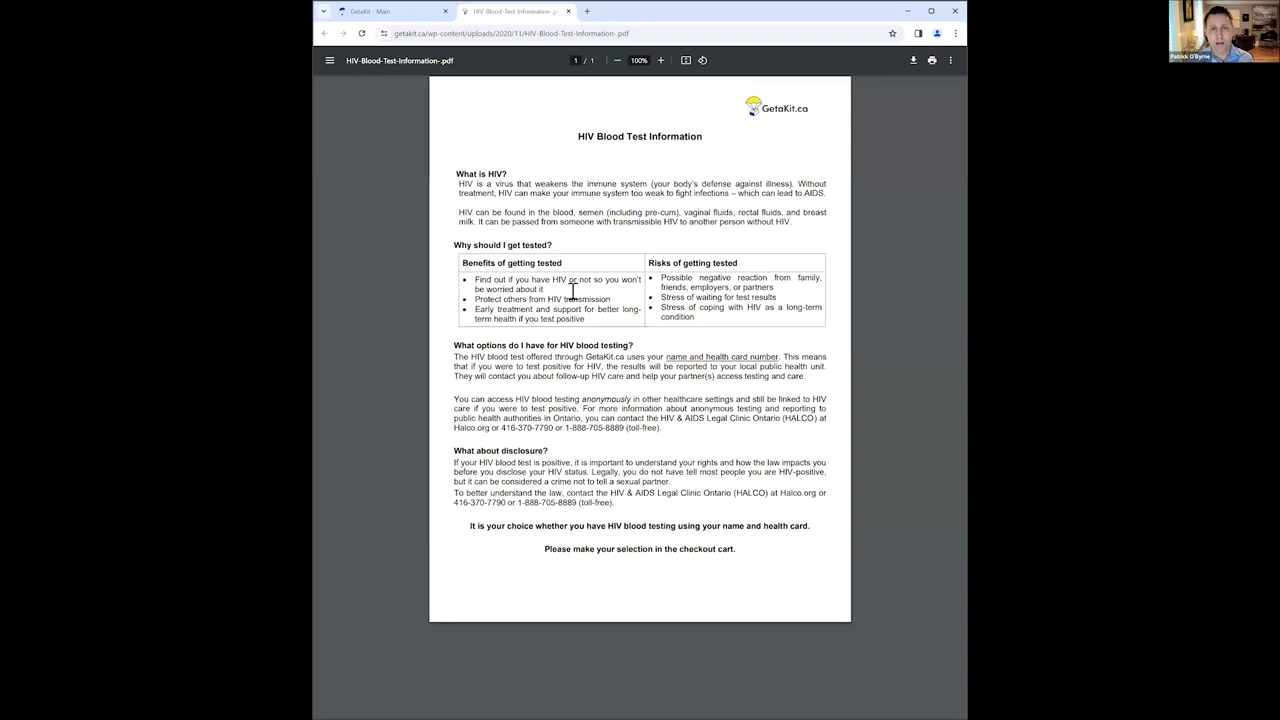 GetaKit - Main
HIV-Blood-Test-Information-.p
getakit.ca/wp-content/uploads/2020/11/HIV-Blood-Test-Information-.pdf
HIV-Blood-Test-Information-.pdf
1 / 1
100%
Patrick O'Byrne
GetaKit.ca
HIV Blood Test Information
What is HIV?
HIV is a virus that weakens the immune system (your body's defense against illness). Without
treatment, HIV can make your immune system too weak to fight infections – which can lead to AIDS.
HIV can be found in the blood, semen (including pre-cum), vaginal fluids, rectal fluids, and breast
milk. It can be passed from someone with transmissible HIV to another person without HIV.
Why should I get tested?
Benefits of getting tested
• Find out if you have HIV or not so you won't
be worried about it
• Protect others from HIV transmission
• Early treatment and support for better long-
term health if you test positive
Risks of getting tested
• Possible negative reaction from family,
friends, employers, or partners
• Stress of waiting for test results
• Stress of coping with HIV as a long-term
condition
What options do I have for HIV blood testing?
The HIV blood test offered through GetaKit.ca uses your name and health card number. This means
that if you were to test positive for HIV, the results will be reported to your local public health unit.
They will contact you about follow-up HIV care and help your partner(s) access testing and care.
You can access HIV blood testing anonymously in other healthcare settings and still be linked to HIV
care if you were to test positive. For more information about anonymous testing and reporting to
public health authorities in Ontario, you can contact the HIV & AIDS Legal Clinic Ontario (HALCO) at
Halco.org or 416-370-7790 or 1-888-705-8889 (toll-free).
What about disclosure?
If your HIV blood test is positive, it is important to understand your rights and how the law impacts you
before you disclose your HIV status. Legally, you do not have tell most people you are HIV-positive,
but it can be considered a crime not to tell a sexual partner.
To better understand the law, contact the HIV & AIDS Legal Clinic Ontario (HALCO) at Halco.org or
416-370-7790 or 1-888-705-8889 (toll-free).
It is your choice whether you have HIV blood testing using your name and health card.
Please make your selection in the checkout cart.